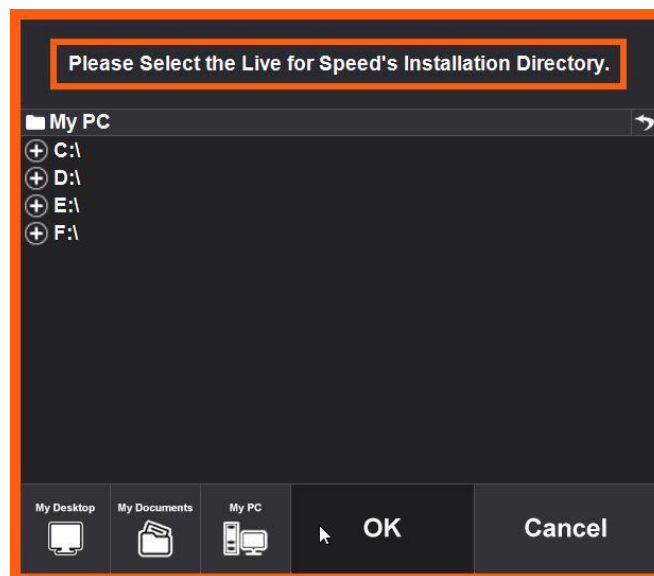 Please Select the Live for Speed's Installation Directory.
My PC
C:\
D:\
E:\
F:\
My Desktop
My Documents
My PC
OK
Cancel